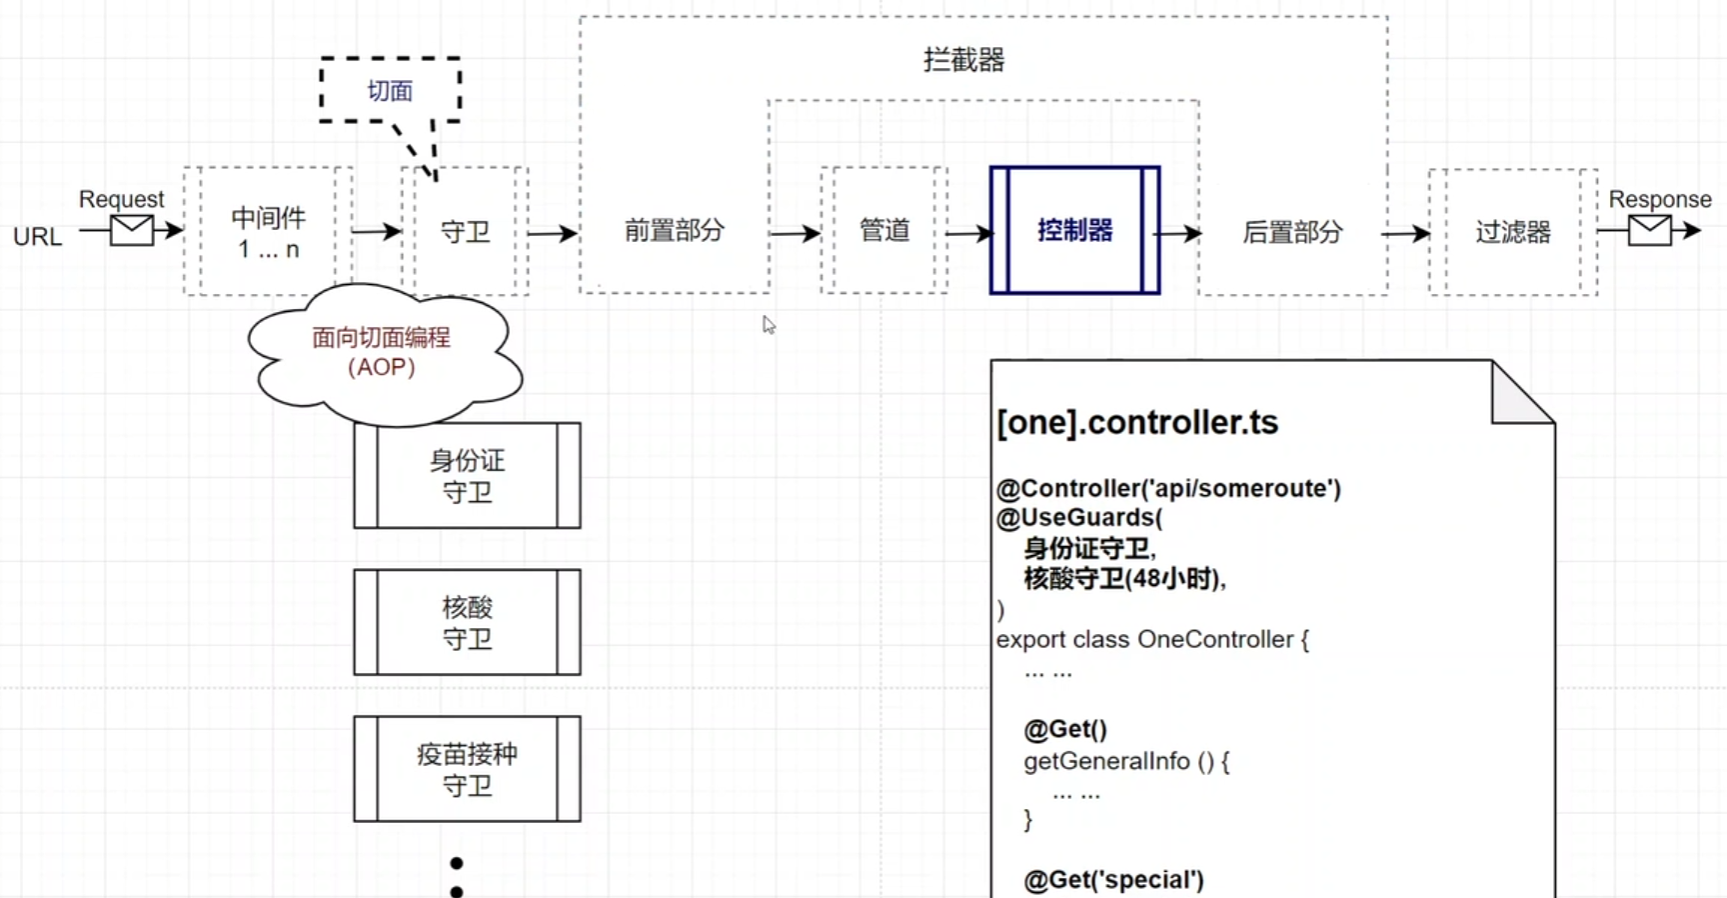 拦截器
切面
URL
Request
中间件
1 ... n
守卫
前置部分
管道
控制器
后置部分
过滤器
Response
面向切面编程
(AOP)
身份证
守卫
核酸
守卫
疫苗接种
守卫
[one].controller.ts
@Controller('api/someroute')
@UseGuards(
身份证守卫,
核酸守卫(48小时),
)
export class OneController {
... ...
@Get()
getGeneralInfo () {
... ...
}
@Get('special')